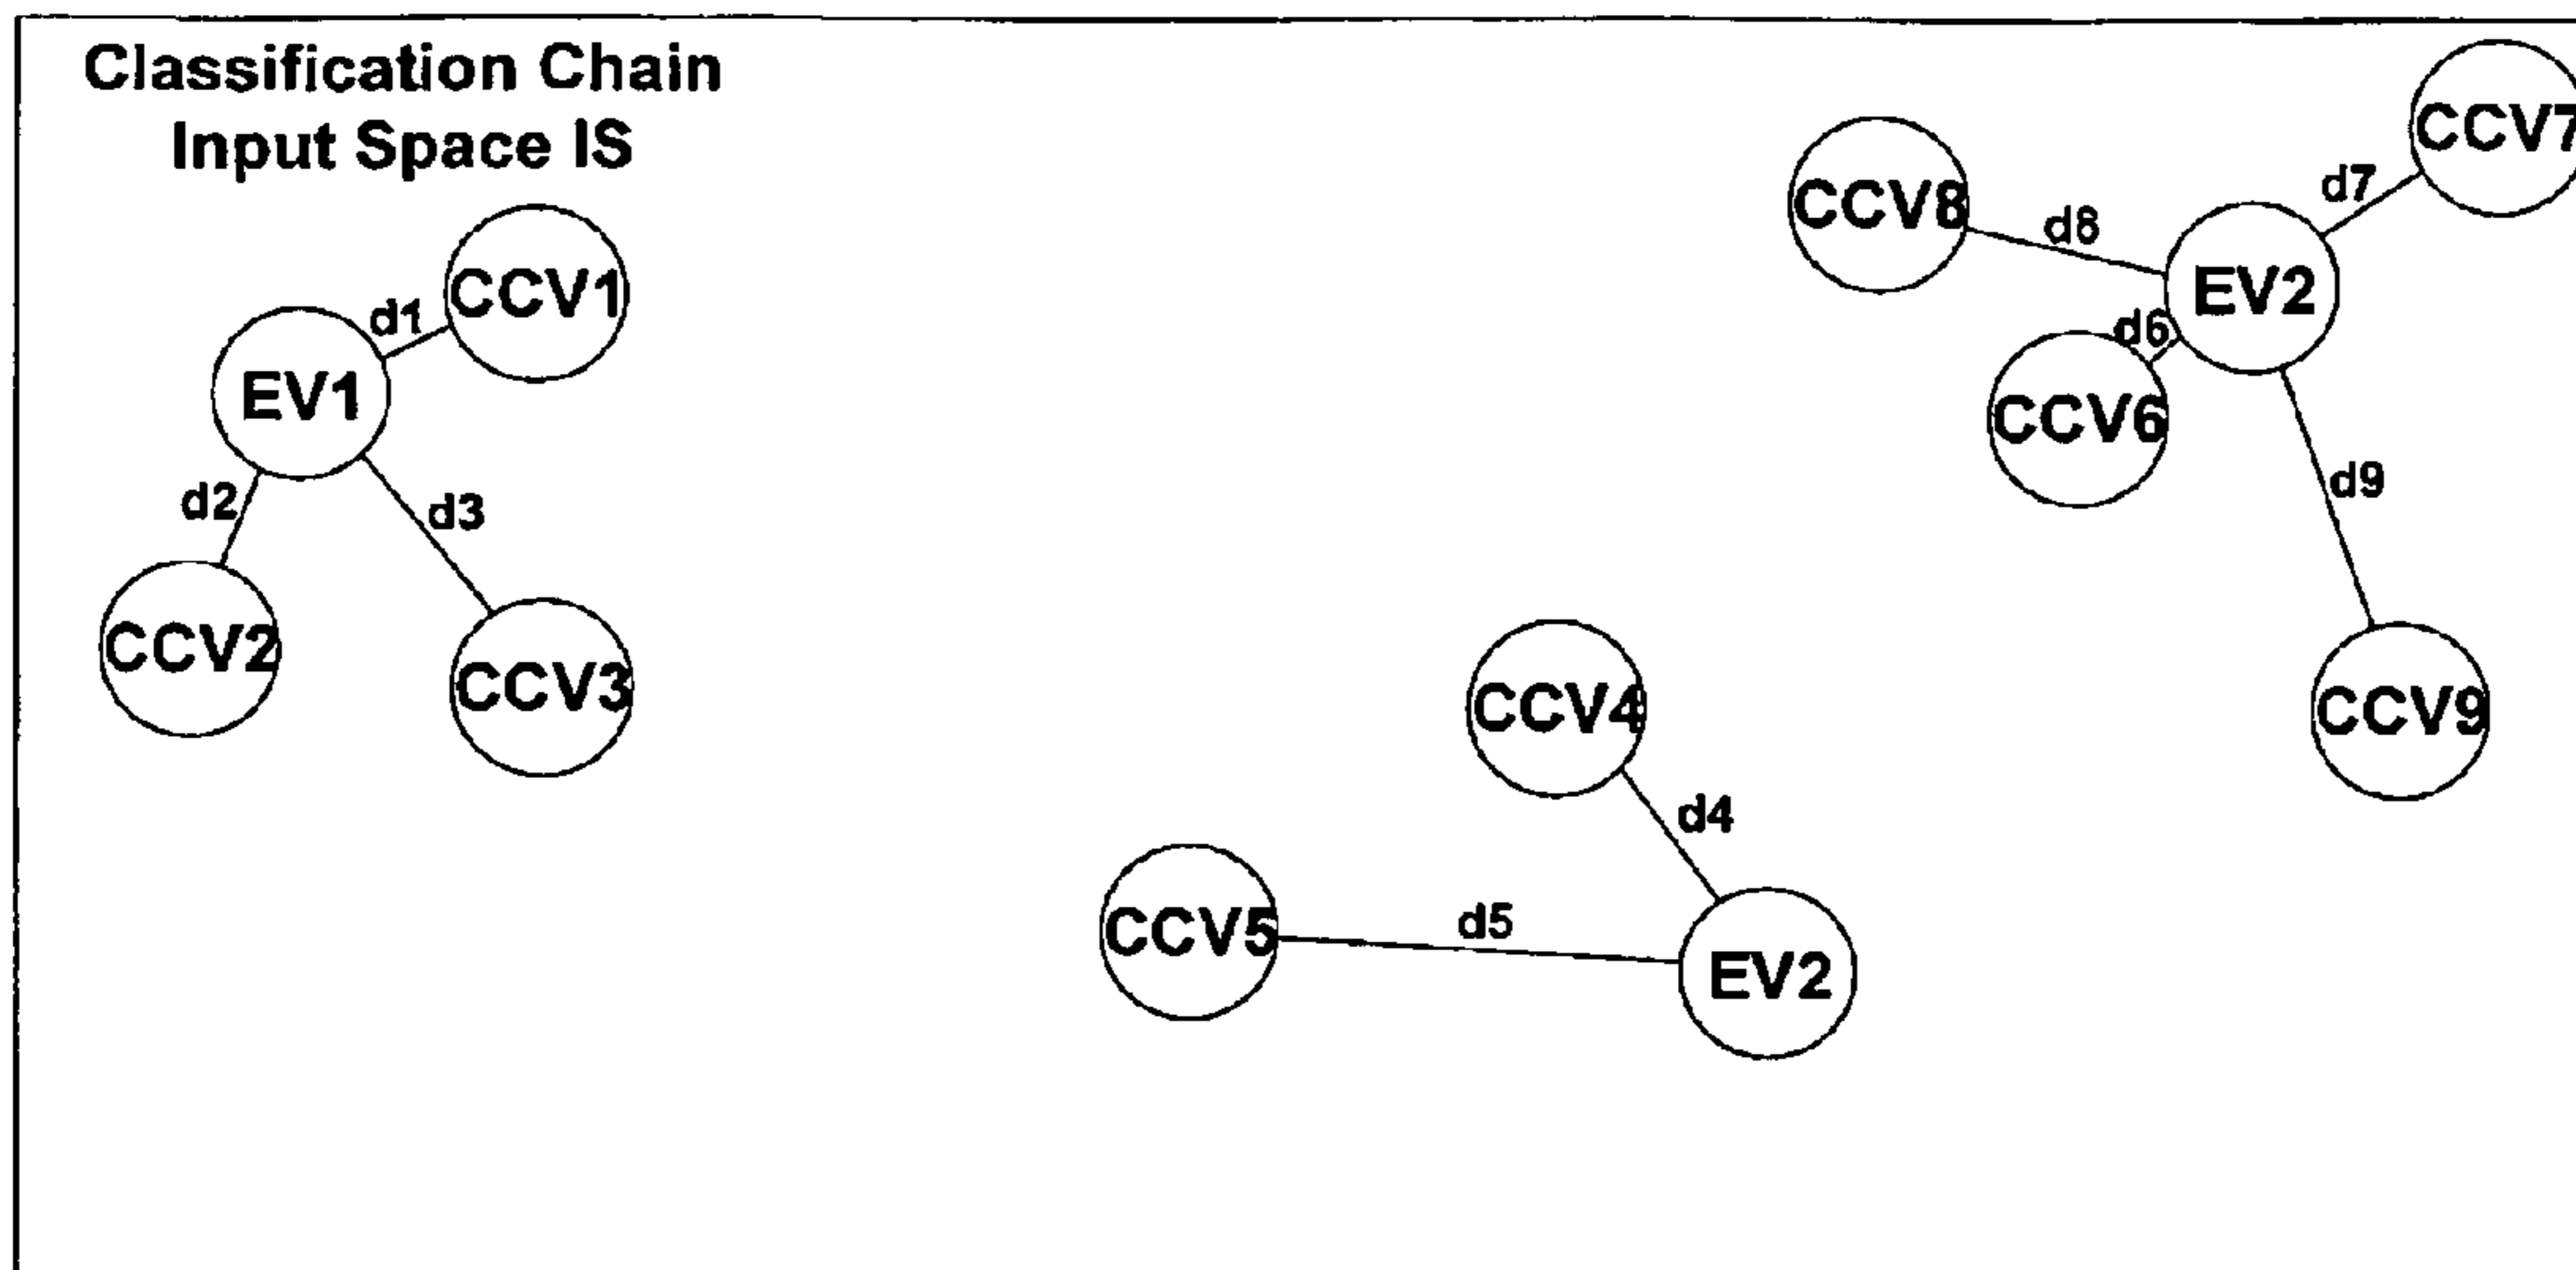 Classification Chain
Input Space IS
CCV1
d1
EV1
d2
d3
CCV2
CCV3
CCV7
d7
CCV8
d8
EV2
d6
CCV6
d9
CCV9
CCV4
d4
CCV5
d5
EV2